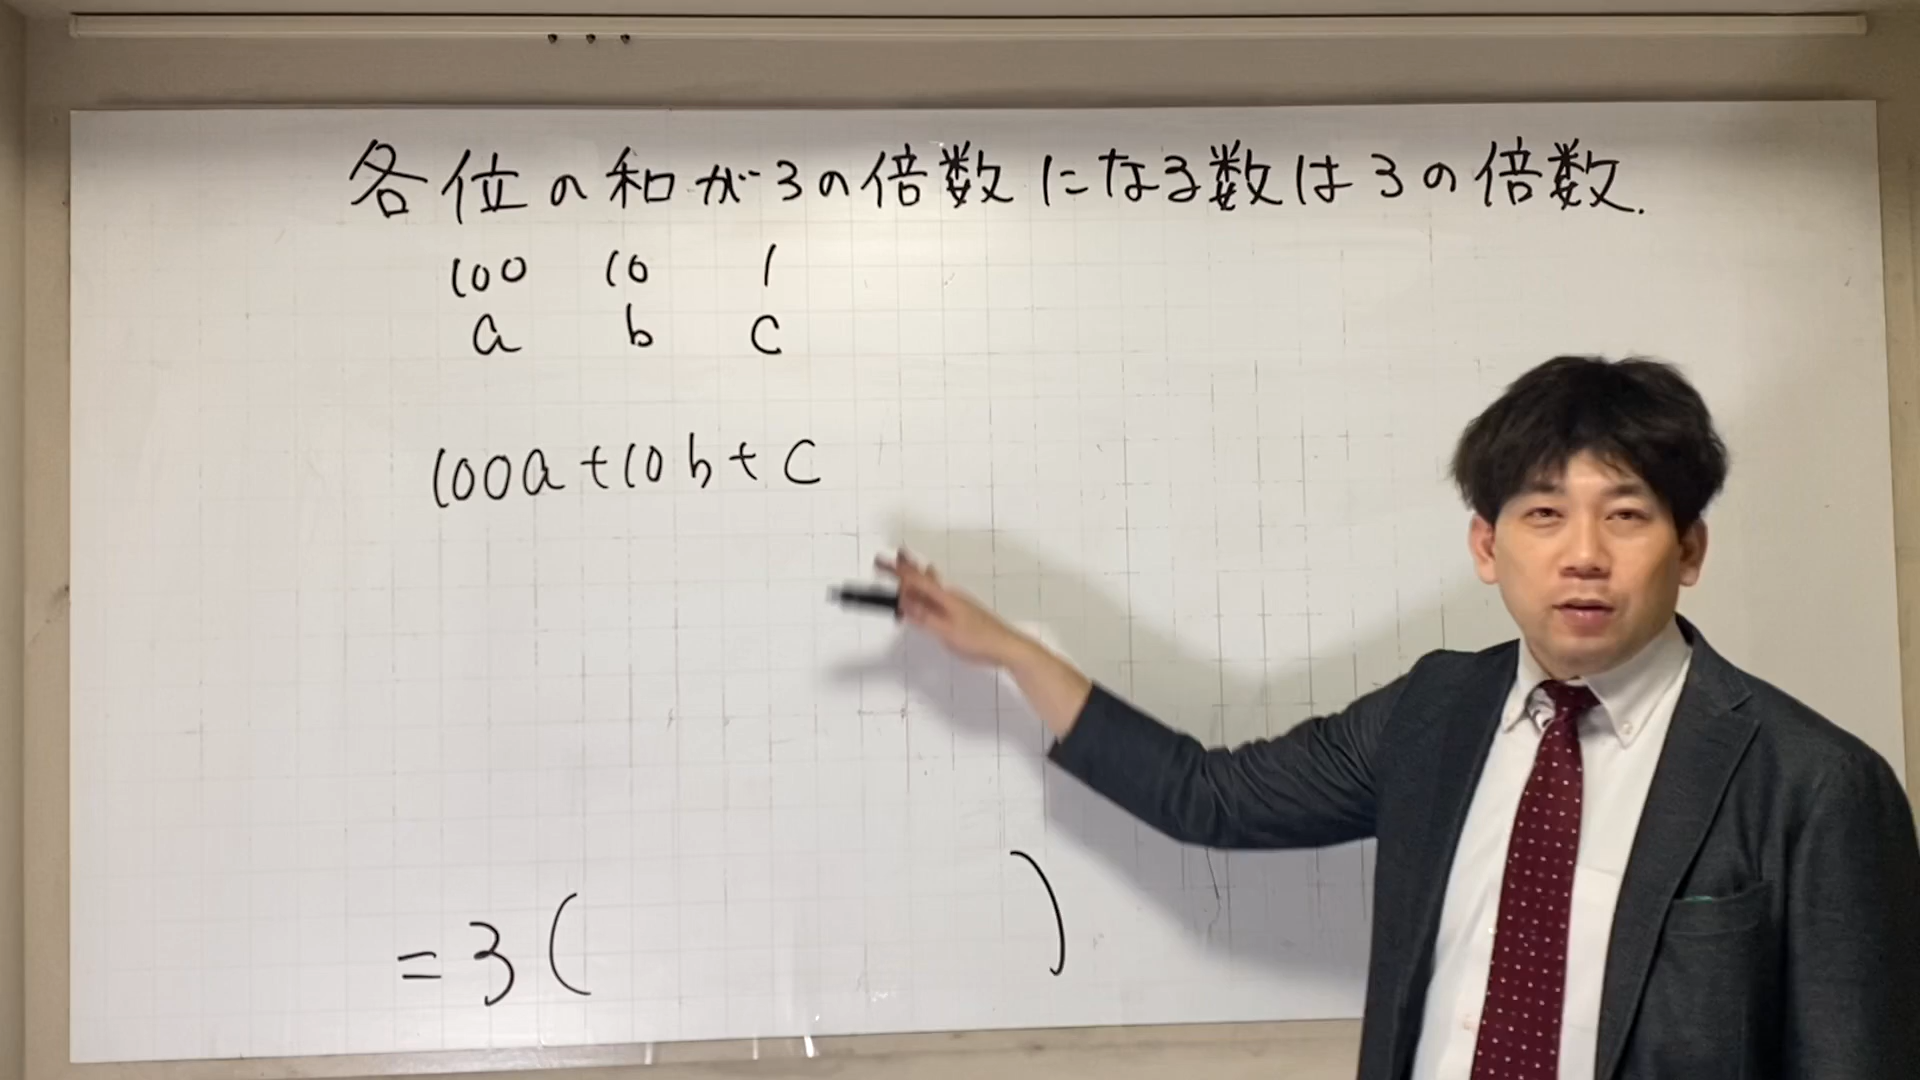 各位の和が3の倍数になる数は3の倍数.
100 10 1
a b c
100a+10b+c
=3( )